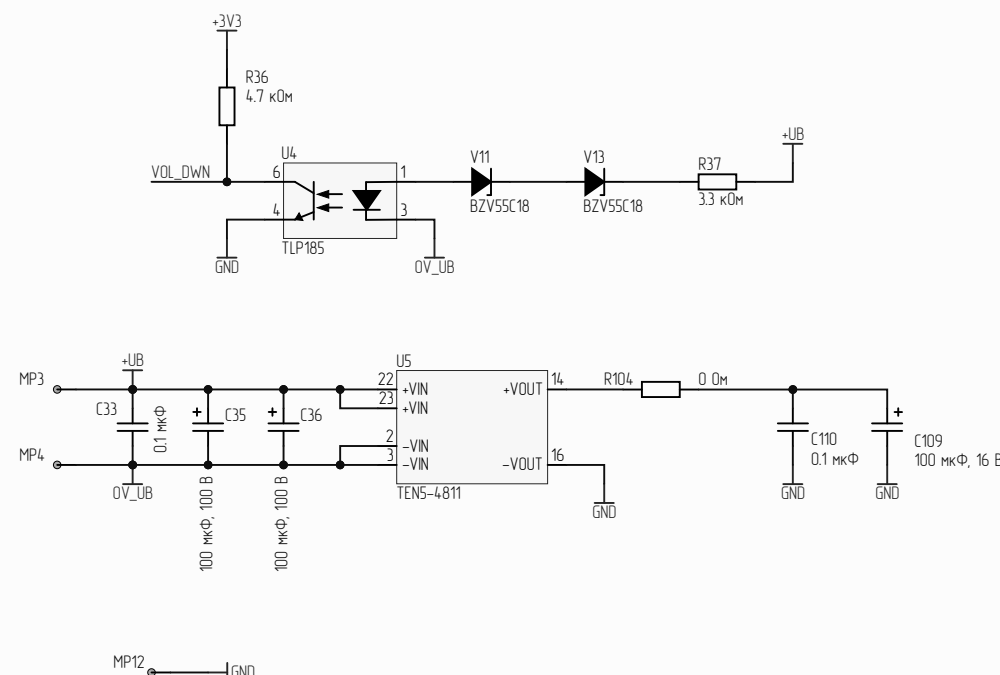 +3V3
R36
4.7 кОм
VOL_DWN
6
U4
1
4
3
TLP185
GND
0V_UB
V11
BZV55C18
V13
BZV55C18
R37
3.3 кОм
+UB
MP3
+UB
C33
0.1 мкФ
+
C35
+
C36
MP4
0V_UB
100 мкФ, 100 В
100 мкФ, 100 В
U5
22
+VIN
23
+VIN
2
-VIN
3
-VIN
+VOUT
14
-VOUT
16
TEN5-4811
GND
R104
0 Ом
C110
0.1 мкФ
GND
+
C109
100 мкФ, 16 В
GND
MP12
GND